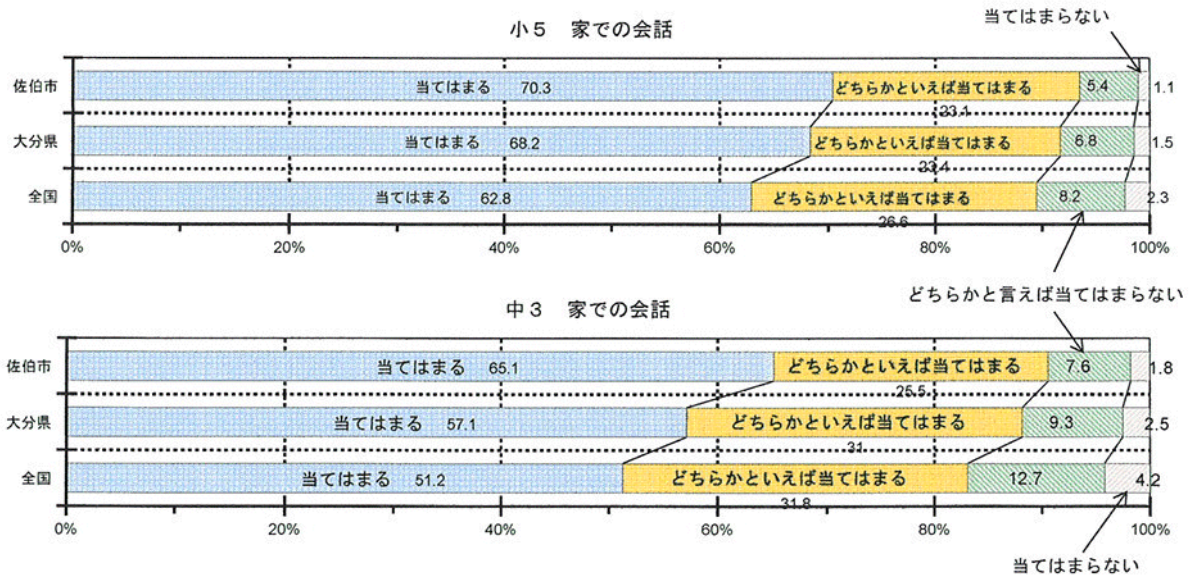 当てはまらない
小5 家での会話
佐伯市 当てはまる 70.3 どちらかといえば当てはまる 23.1 5.4 1.1
大分県 当てはまる 68.2 どちらかといえば当てはまる 23.4 6.8 1.5
全国 当てはまる 62.8 どちらかといえば当てはまる 26.6 8.2 2.3
0% 20% 40% 60% 80% 100%
どちらかと言えば当てはまらない
中3 家での会話
佐伯市 当てはまる 65.1 どちらかといえば当てはまる 25.5 7.6 1.8
大分県 当てはまる 57.1 どちらかといえば当てはまる 31 9.3 2.5
全国 当てはまる 51.2 どちらかといえば当てはまる 31.8 12.7 4.2
0% 20% 40% 60% 80% 100%
当てはまらない